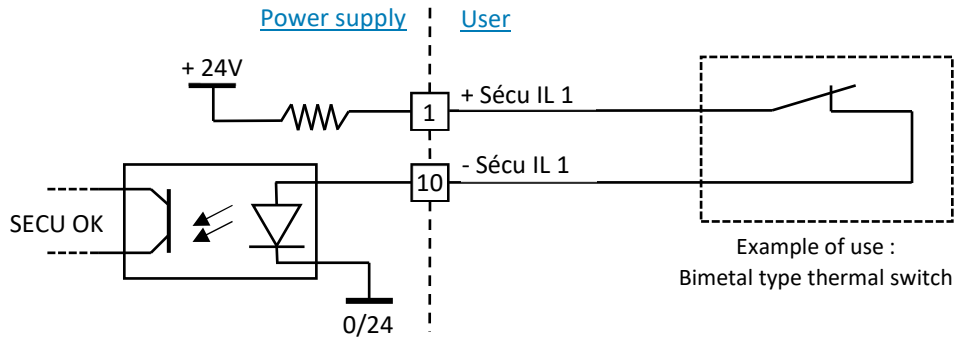 Power supply
User
+ 24V
1
+ Sécu IL 1
10
- Sécu IL 1
SECU OK
0/24
Example of use :
Bimetal type thermal switch